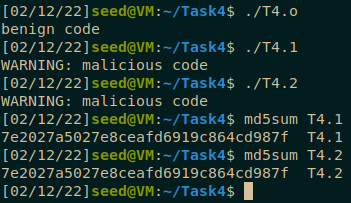 [02/12/22]seed@VM:~/Task4$ ./T4.o
benign code
[02/12/22]seed@VM:~/Task4$ ./T4.1
WARNING: malicious code
[02/12/22]seed@VM:~/Task4$ ./T4.2
WARNING: malicious code
[02/12/22]seed@VM:~/Task4$ md5sum T4.1
7e2027a5027e8ceafd6919c864cd987f  T4.1
[02/12/22]seed@VM:~/Task4$ md5sum T4.2
7e2027a5027e8ceafd6919c864cd987f  T4.2
[02/12/22]seed@VM:~/Task4$